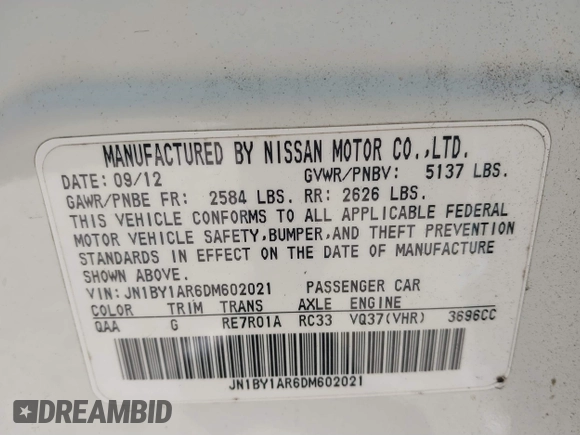 MANUFACTURED BY NISSAN MOTOR CO.,LTD.
DATE: 09/12 GVWR/PNBV: 5137 LBS.
GAWR/PNBE FR: 2584 LBS. RR: 2626 LBS.
THIS VEHICLE CONFORMS TO ALL APPLICABLE FEDERAL
MOTOR VEHICLE SAFETY,BUMPER,AND THEFT PREVENTION
STANDARDS IN EFFECT ON THE DATE OF MANUFACTURE
SHOWN ABOVE.
VIN: JN1BY1AR6DM602021 PASSENGER CAR
COLOR TRIM TRANS AXLE ENGINE
QAA G RE7R01A RC33 VQ37(VHR) 3696CC
JN1BY1AR6DM602021
DREAMBID